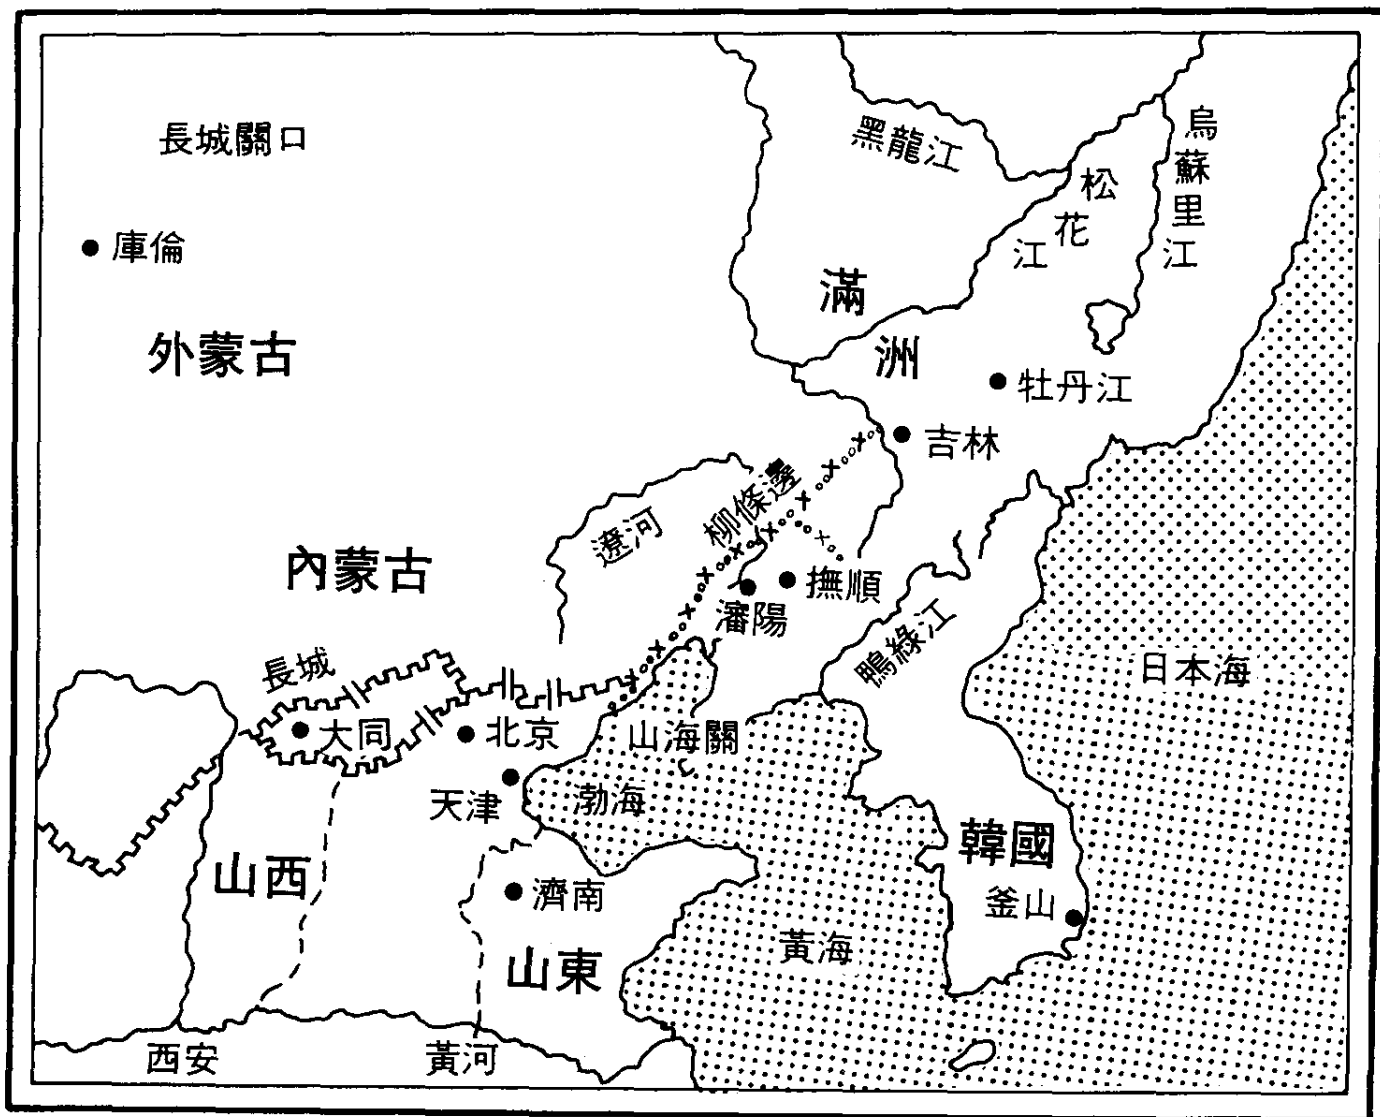 長城關口
庫倫
外蒙古
內蒙古
黑龍江
松花江
烏蘇里江
滿洲
牡丹江
吉林
柳條邊
遼河
撫順
瀋陽
鴨綠江
日本海
長城
大同
北京
山海關
天津
渤海
韓國
釜山
山西
濟南
山東
黃海
西安
黃河